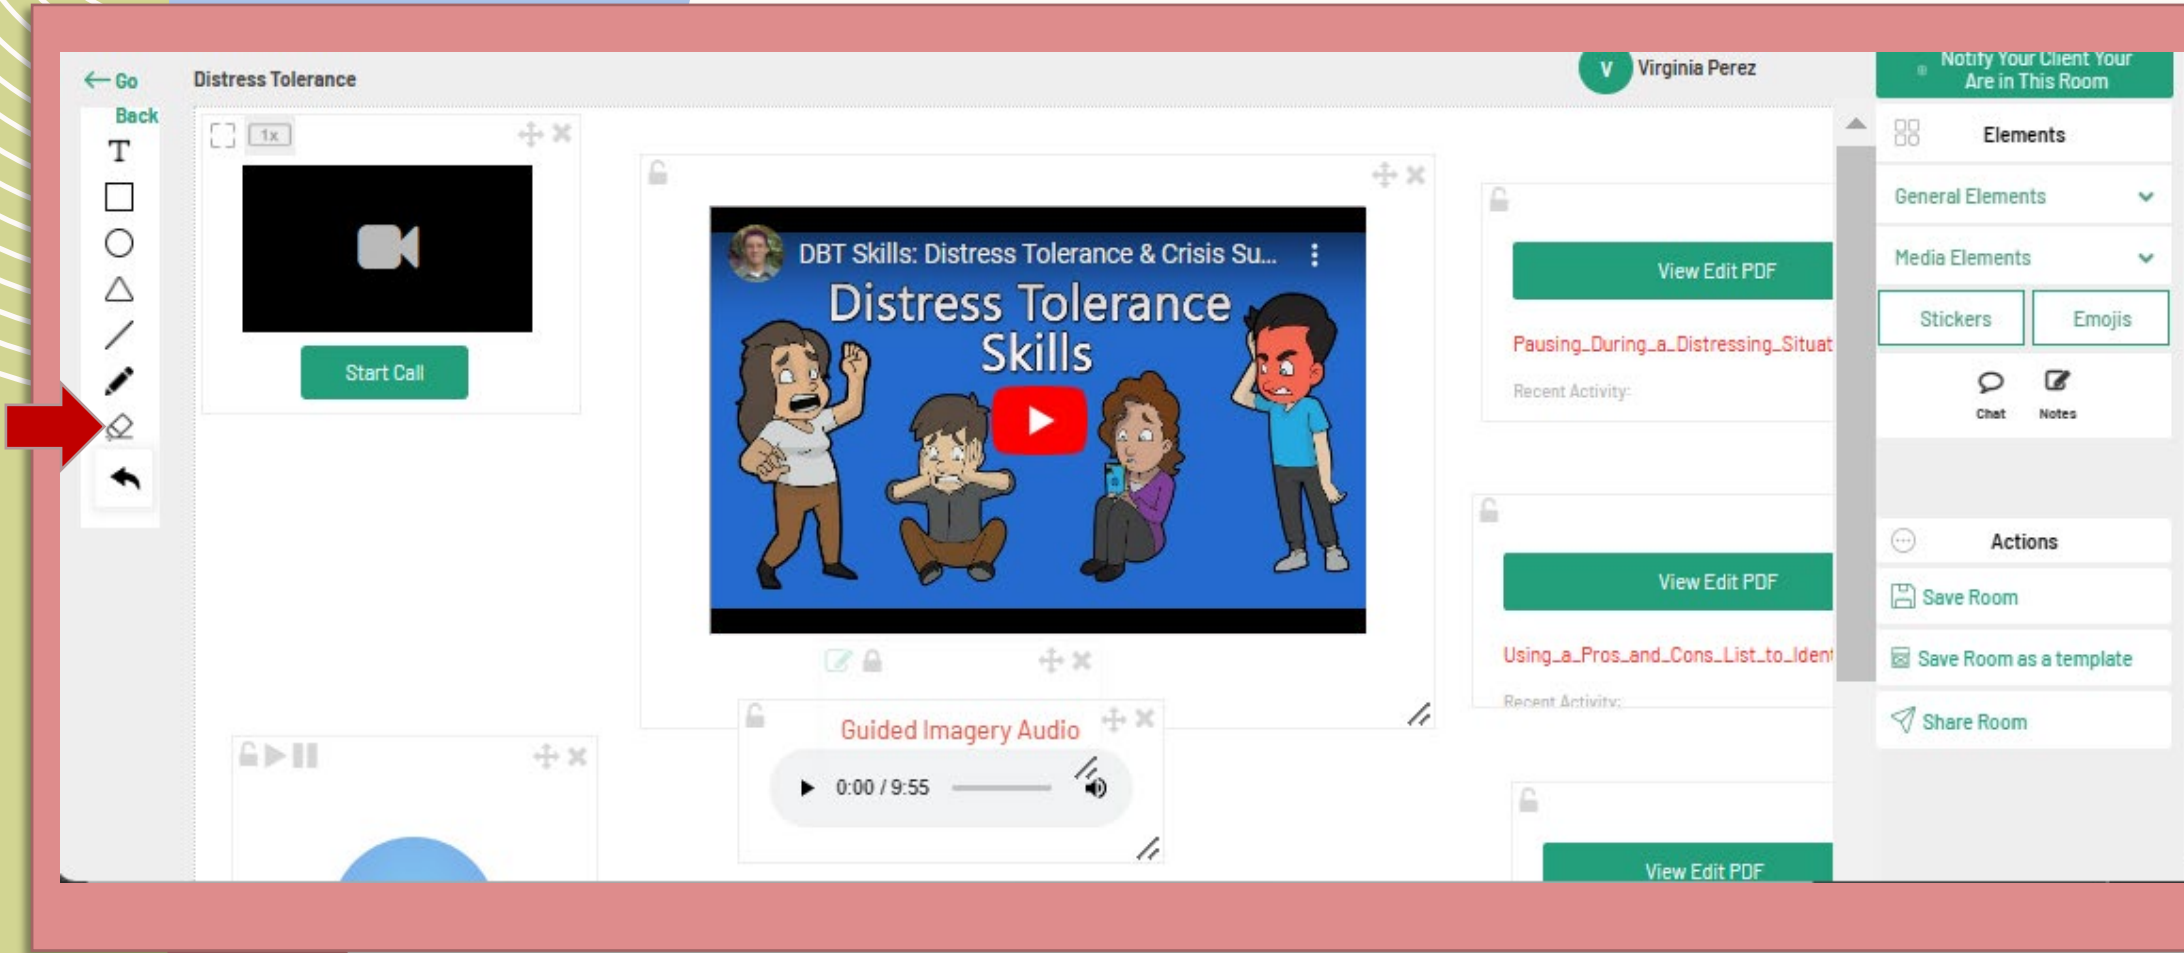 Go
Back
Distress Tolerance
V
Virginia Perez
Notify Your Client Your
Are in This Room
T
1x
Start Call
DBT Skills: Distress Tolerance & Crisis Su...
Distress Tolerance
Skills
View Edit PDF
Pausing_During_a_Distressing_Situat
Recent Activity:
View Edit PDF
Using_a_Pros_and_Cons_List_to_Iden
Recent Activity:
View Edit PDF
Guided Imagery Audio
0:00 / 9:55
Elements
General Elements
Media Elements
Stickers
Emojis
Chat
Notes
Actions
Save Room
Save Room as a template
Share Room